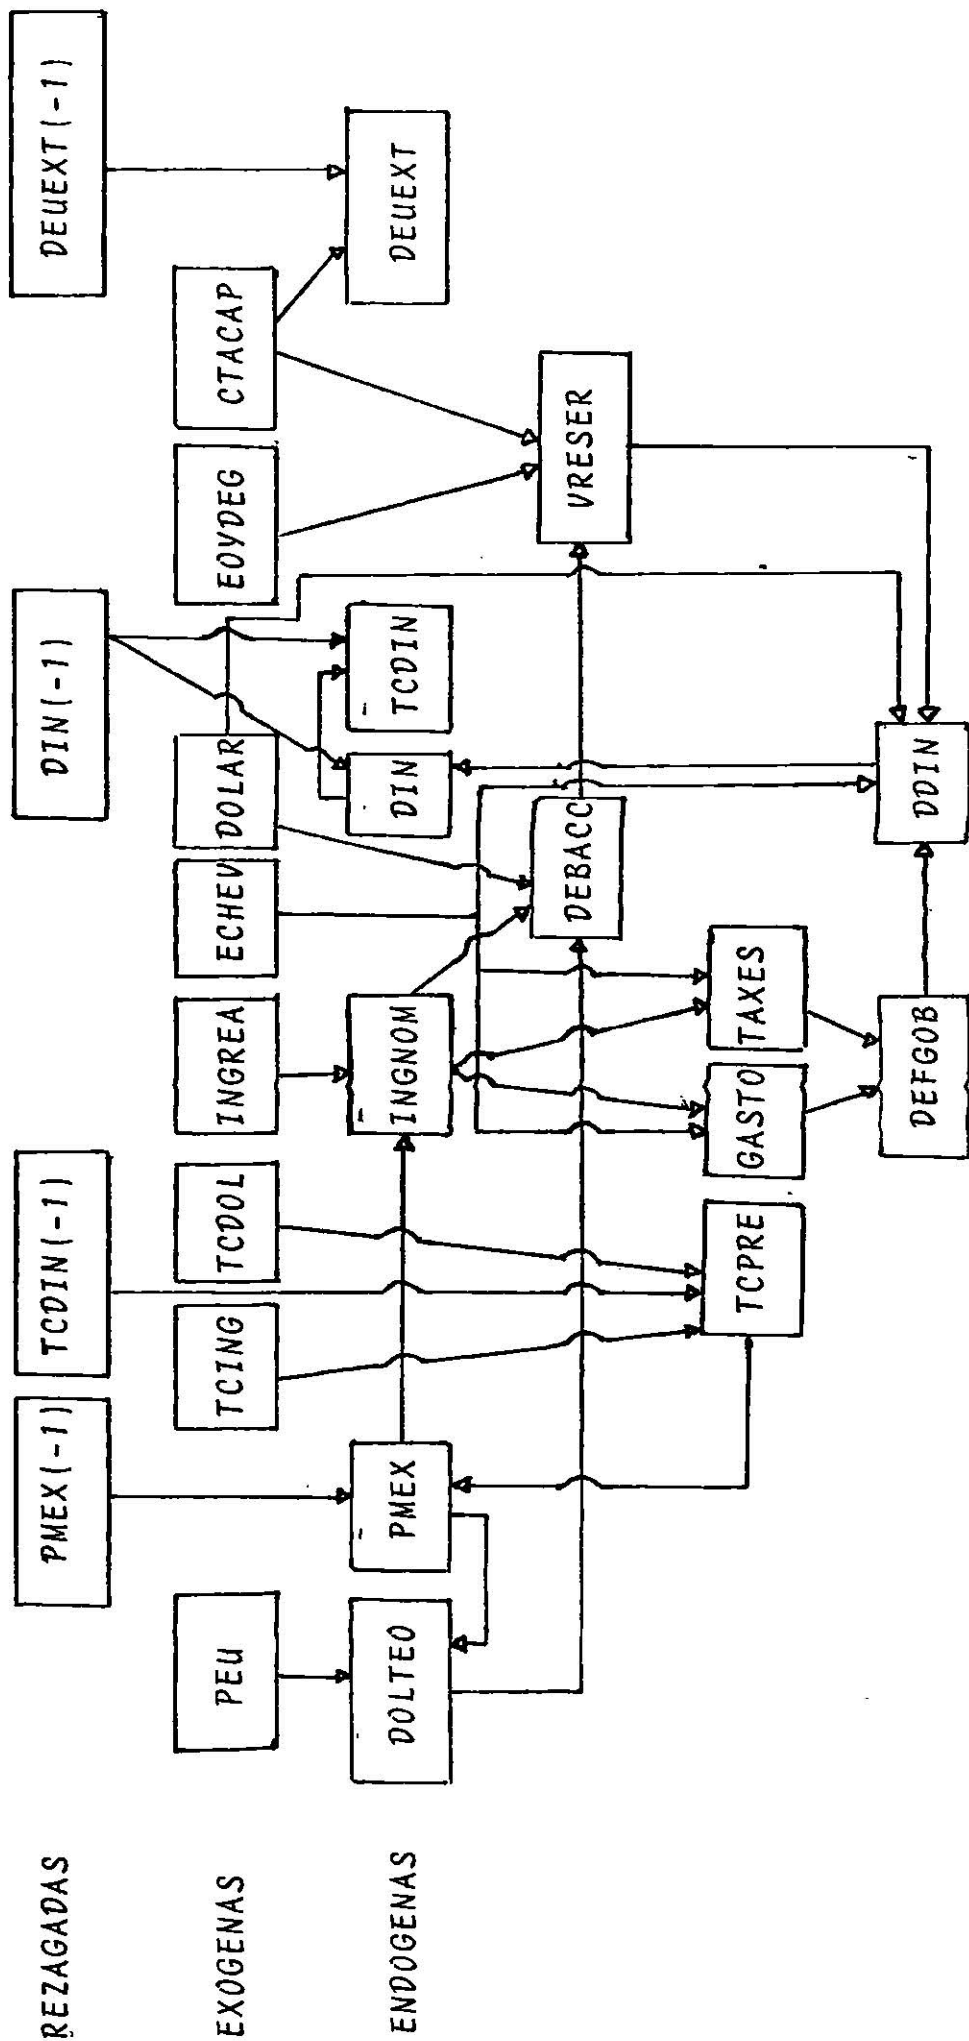 REZAGADAS
PMEX(-1)
TCDIN(-1)
DIN(-1)
DEUEXT(-1)
EXOGENAS
PEU
TCING
TCDOL
INGREA
ECHEV
DOLAR
EOYDEG
CTACAP
ENDOGENAS
DOLTEO
PMEX
INGNOM
DIN
TCDIN
DEUEXT
DEBACC
VRESER
TCPRE
GASTO
TAXES
DEFGOB
DDIN